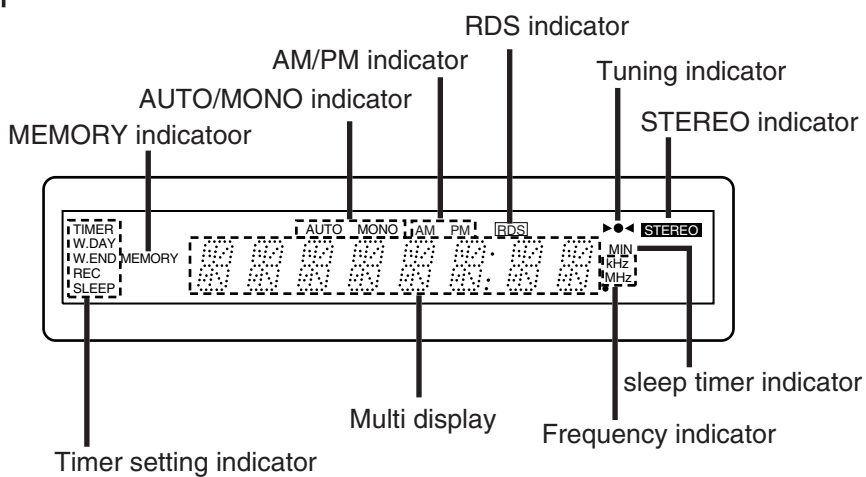 RDS indicator
AM/PM indicator
Tuning indicator
AUTO/MONO indicator
STEREO indicator
MEMORY indicatoor
TIMER
W.DAY
W.END MEMORY
REC
SLEEP
AUTO MONO AM PM RDS
STEREO
MIN
kHz
MHz
sleep timer indicator
Multi display
Frequency indicator
Timer setting indicator